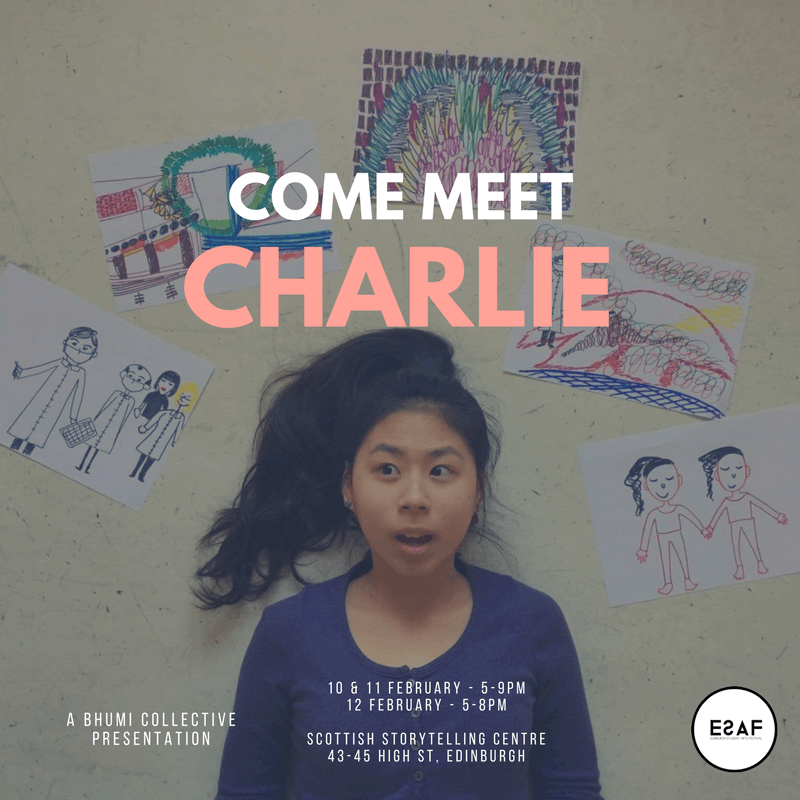 COME MEET
CHARLIE
10 & 11 FEBRUARY - 5-9PM
12 FEBRUARY - 5-8PM
A BHUMI COLLECTIVE
PRESENTATION
SCOTTISH STORYTELLING CENTRE
43-45 HIGH ST, EDINBURGH
ESAF